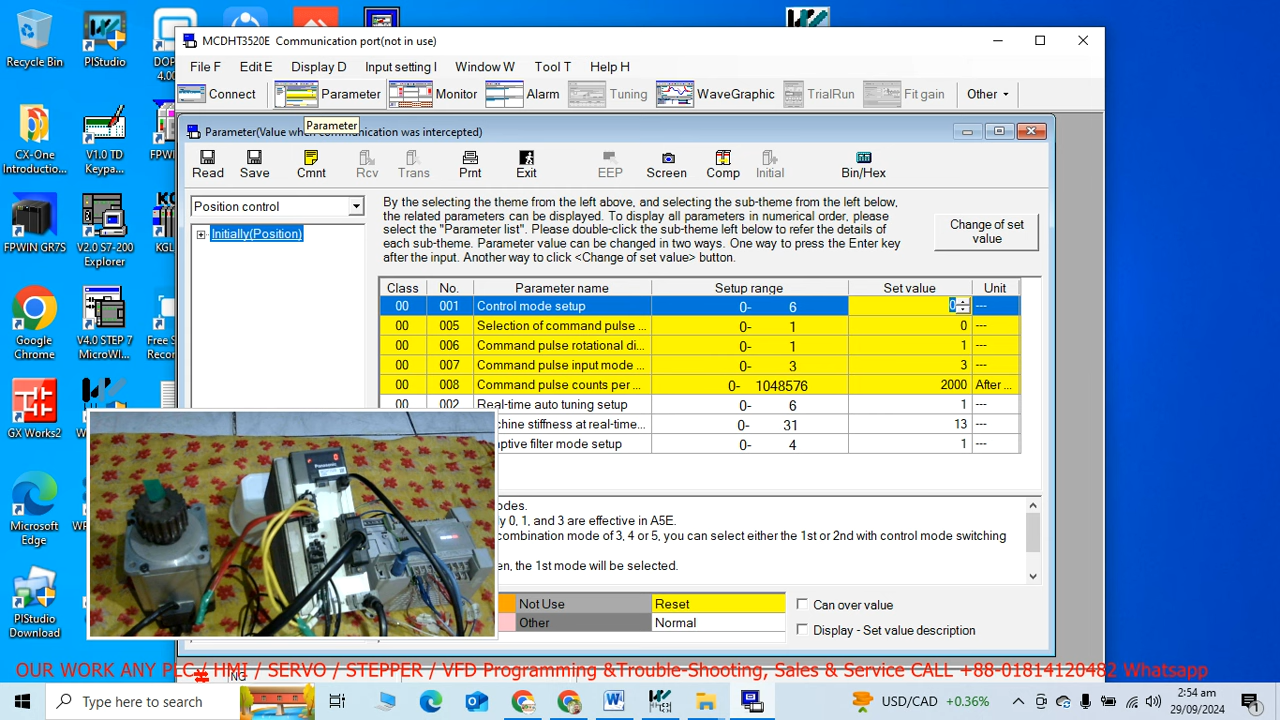 MCDHT3520E Communication port(not in use)
File F Edit E Display D Input setting I Window W Tool T Help H
Connect Parameter Monitor Alarm Tuning WaveGraphic TrialRun Fit gain Other
Parameter
Parameter(Value when communication was intercepted)
Read Save Cmnt Rcv Trans Prnt Exit EEP Screen Comp Initial Bin/Hex
Position control
Initially(Position)
By the selecting the theme from the left above, and selecting the sub-theme from the left below,
the related parameters can be displayed. To display all parameters in numerical order, please
select the "Parameter list". Please double-click the sub-theme left below to refer the details of
each sub-theme. Parameter value can be changed in two ways. One way to press the Enter key
after the input. Another way to click <Change of set value> button.
Change of set
value
Class No. Parameter name Setup range Set value Unit
00 001 Control mode setup 0- 6 0 ---
00 005 Selection of command pulse ... 0- 1 0 ---
00 006 Command pulse rotational di... 0- 1 1 ---
00 007 Command pulse input mode ... 0- 3 3 ---
00 008 Command pulse counts per ... 0- 1048576 2000 After ...
00 002 Real-time auto tuning setup 0- 6 1 ---
chine stiffness at real-time... 0- 31 13 ---
aptive filter mode setup 0- 4 1 ---
odes.
y 0, 1, and 3 are effective in A5E.
combination mode of 3, 4 or 5, you can select either the 1st or 2nd with control mode switching
en, the 1st mode will be selected.
Not Use Reset
Other Normal
Can over value
Display - Set value description
Recycle Bin
PIStudio
DOP
4.00
CX-One
Introductio...
V1.0 TD
Keypa...
FPW
FPWIN GR7S
V2.0 S7-200
Explorer
KGL
Google
Chrome
V4.0 STEP 7
MicroWI...
Free S
Recor
GX Works2
W
Microsoft
Edge
WF
PIStudio
Download
Panasonic
NG
OUR WORK ANY PLC / HMI / SERVO / STEPPER / VFD Programming &Trouble-Shooting, Sales & Service CALL +88-01814120482 Whatsapp
Type here to search
USD/CAD +0.36%
2:54 am
29/09/2024
1